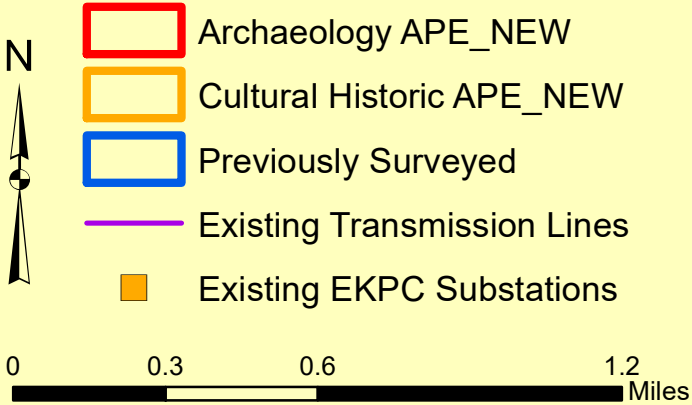 Archaeology APE_NEW
N
Cultural Historic APE_NEW
Previously Surveyed
Existing Transmission Lines
Existing EKPC Substations
0 0.3 0.6 1.2
Miles